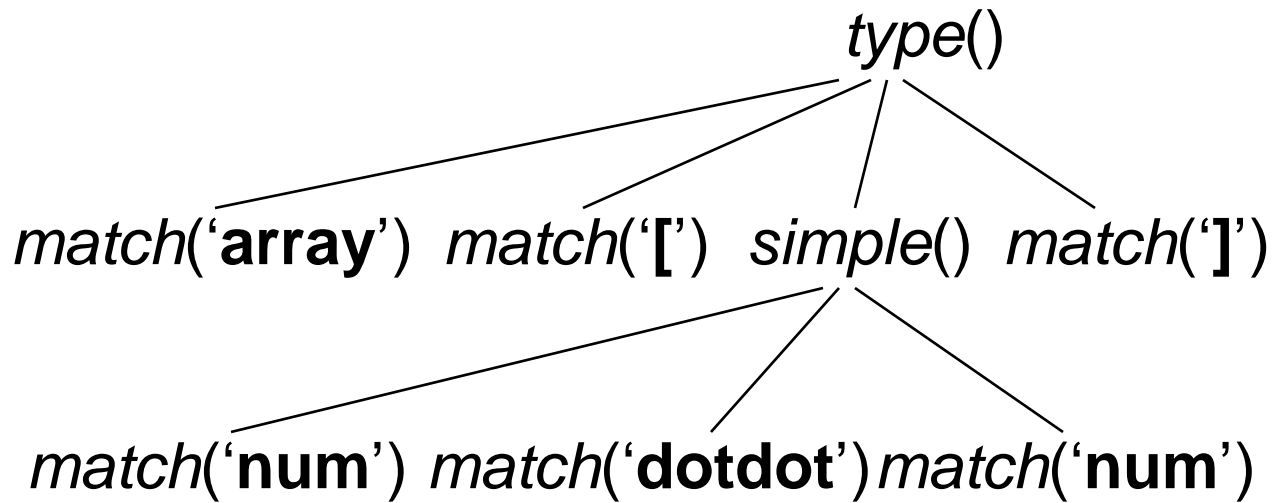 type()
match(‘array’) match(‘[’) simple() match(‘]’)
match(‘num’) match(‘dotdot’) match(‘num’)